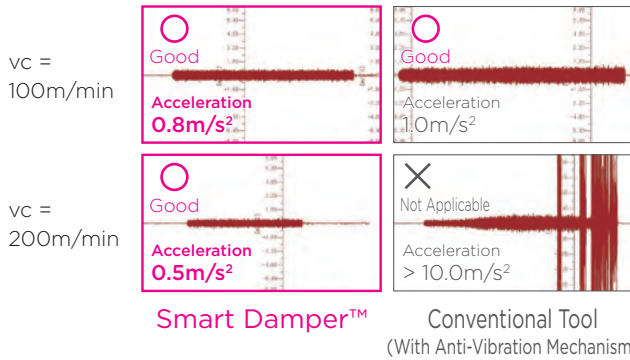 vc =
100m/min
Good
Acceleration
0.8m/s²
Good
Acceleration
1.0m/s²
vc =
200m/min
Good
Acceleration
0.5m/s²
Not Applicable
Acceleration
> 10.0m/s²
Smart Damper™
Conventional Tool
(With Anti-Vibration Mechanism